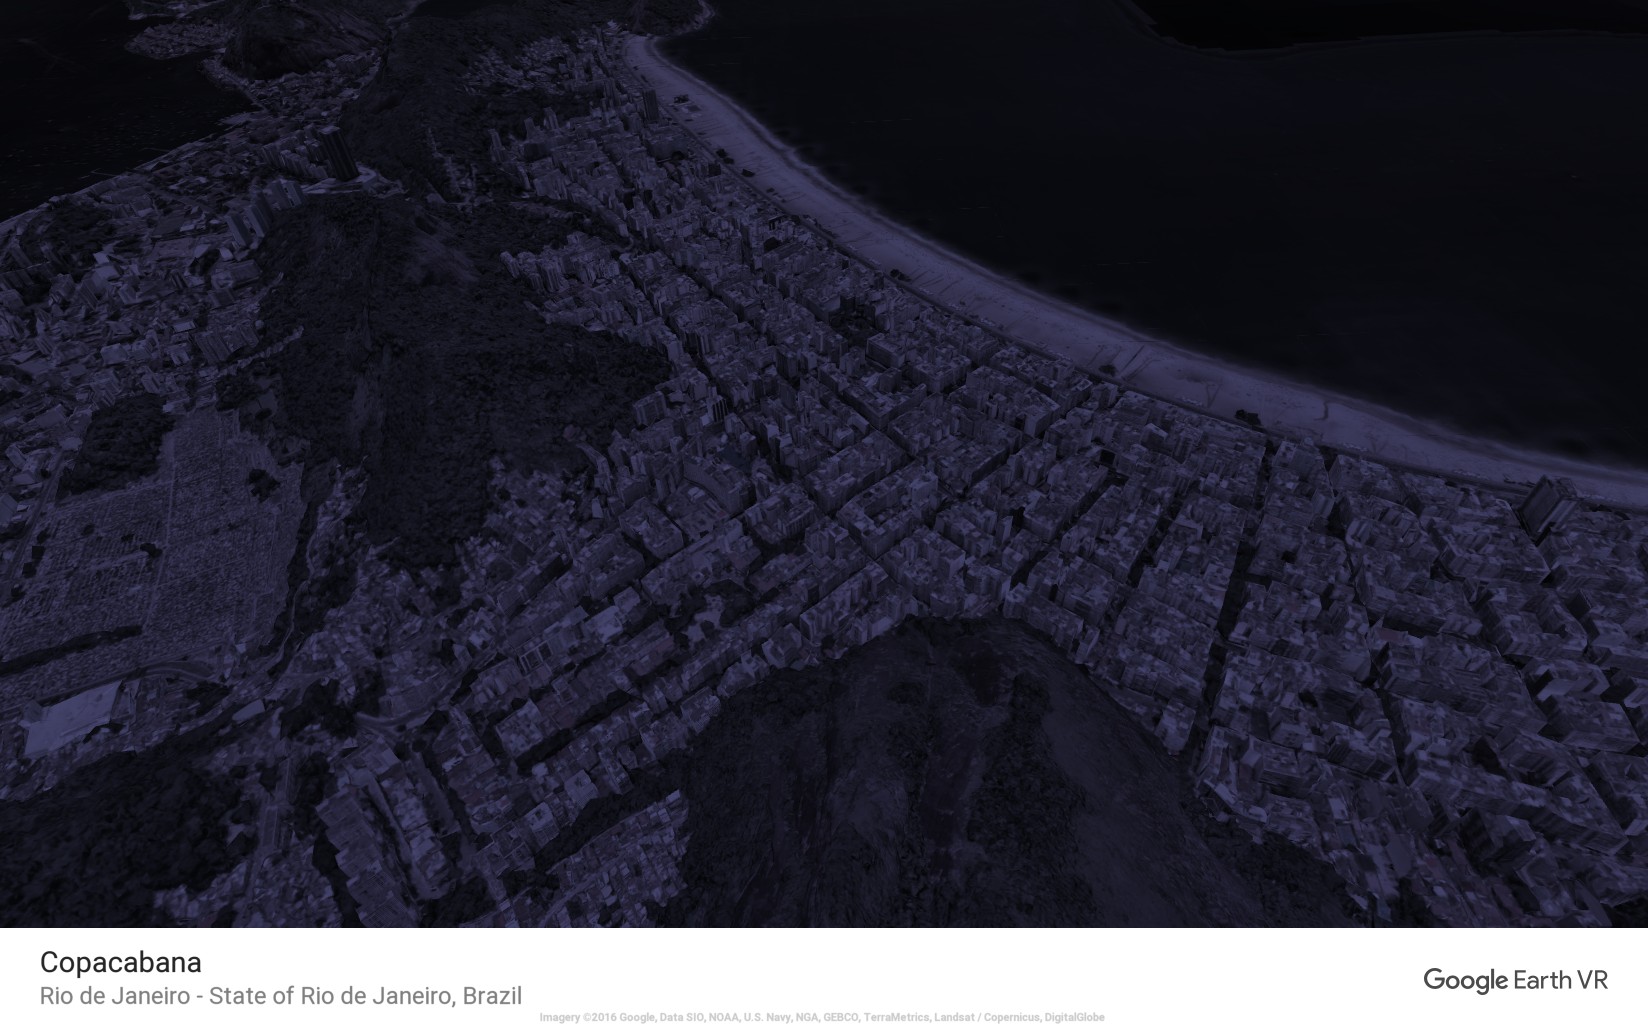 Copacabana
Rio de Janeiro - State of Rio de Janeiro, Brazil
Google Earth VR
Imagery ©2016 Google, Data SIO, NOAA, U.S. Navy, NGA, GEBCO, TerraMetrics, Landsat / Copernicus, DigitalGlobe